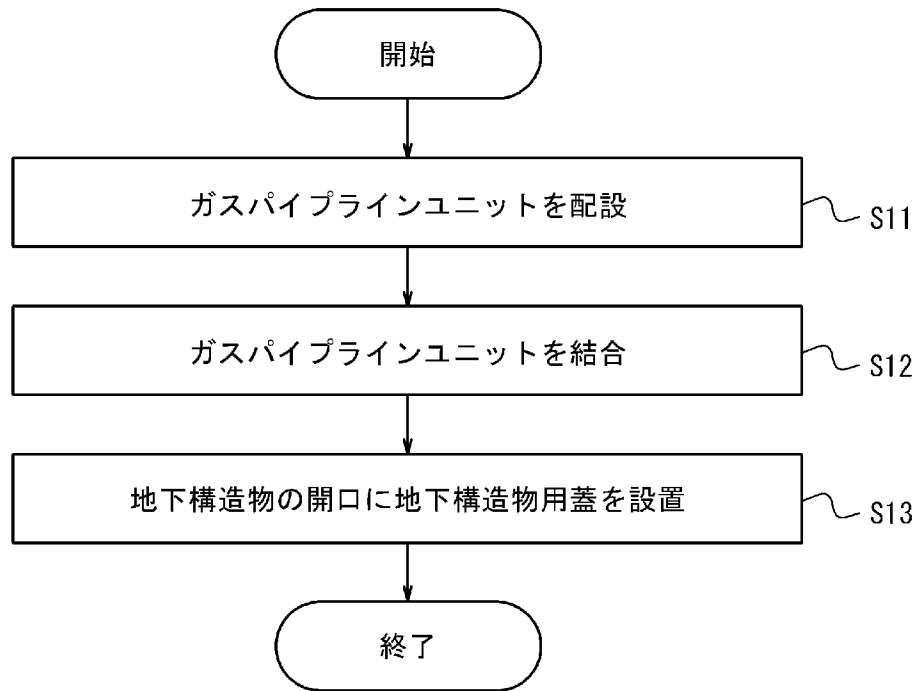 開始
ガスパイプラインユニットを配設
S11
ガスパイプラインユニットを結合
S12
地下構造物の開口に地下構造物用蓋を設置
S13
終了